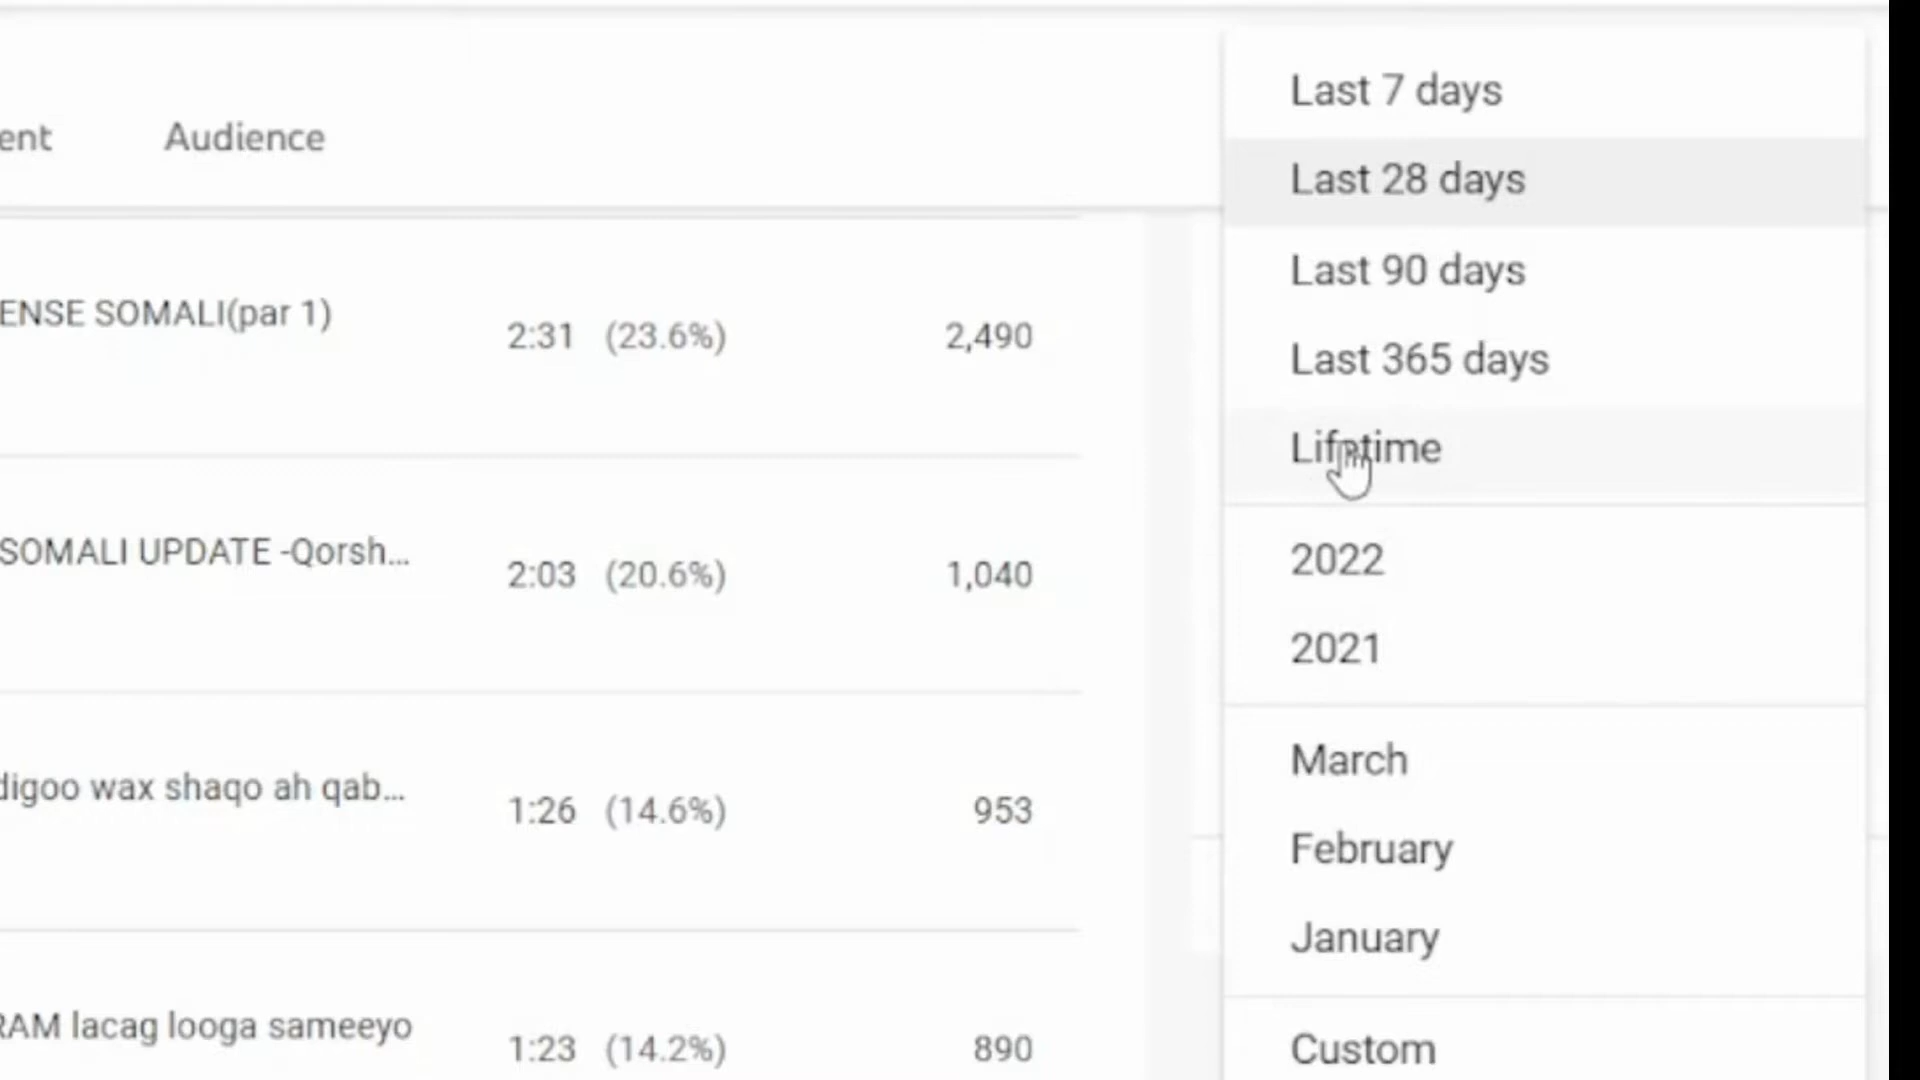 ent Audience
ENSE SOMALI(par 1) 2:31 (23.6%) 2,490
SOMALI UPDATE -Qorsh... 2:03 (20.6%) 1,040
digoo wax shaqo ah qab... 1:26 (14.6%) 953
RAM lacag looga sameeyo 1:23 (14.2%) 890
Last 7 days
Last 28 days
Last 90 days
Last 365 days
Lifetime
2022
2021
March
February
January
Custom